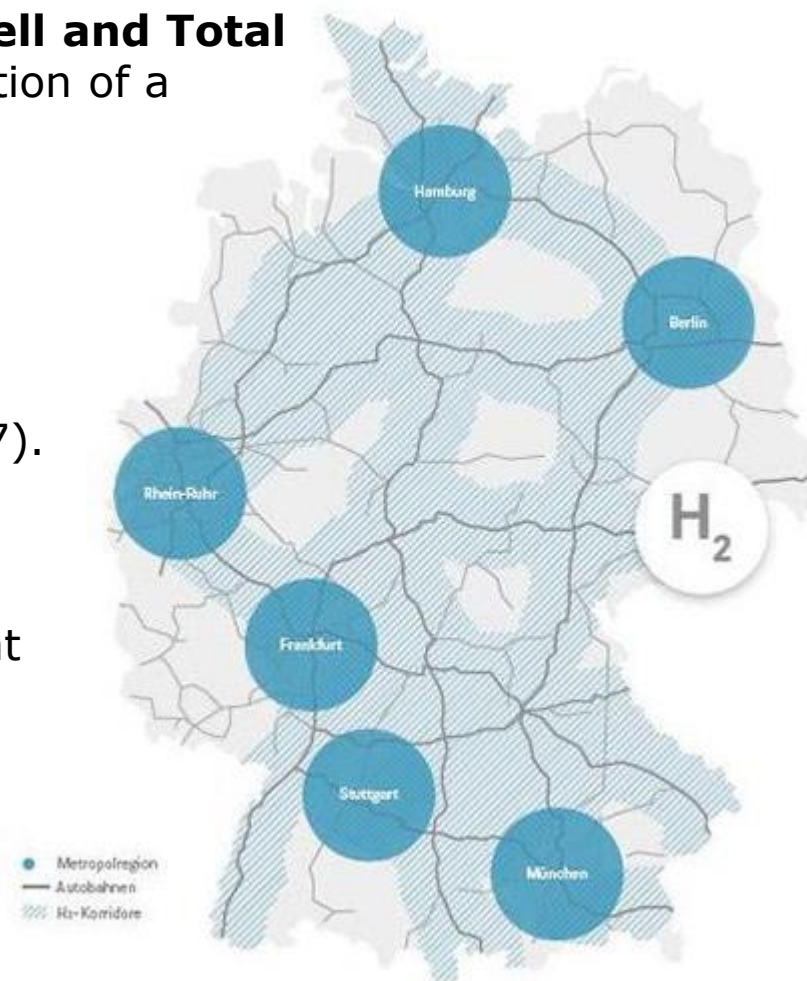 ell and Total
tion of a
7).
t
Hamburg
Berlin
Rhein-Ruhr
H₂
Frankfurt
Stuttgart
München
Metropolregion
Autobahnen
H₂-Korridore